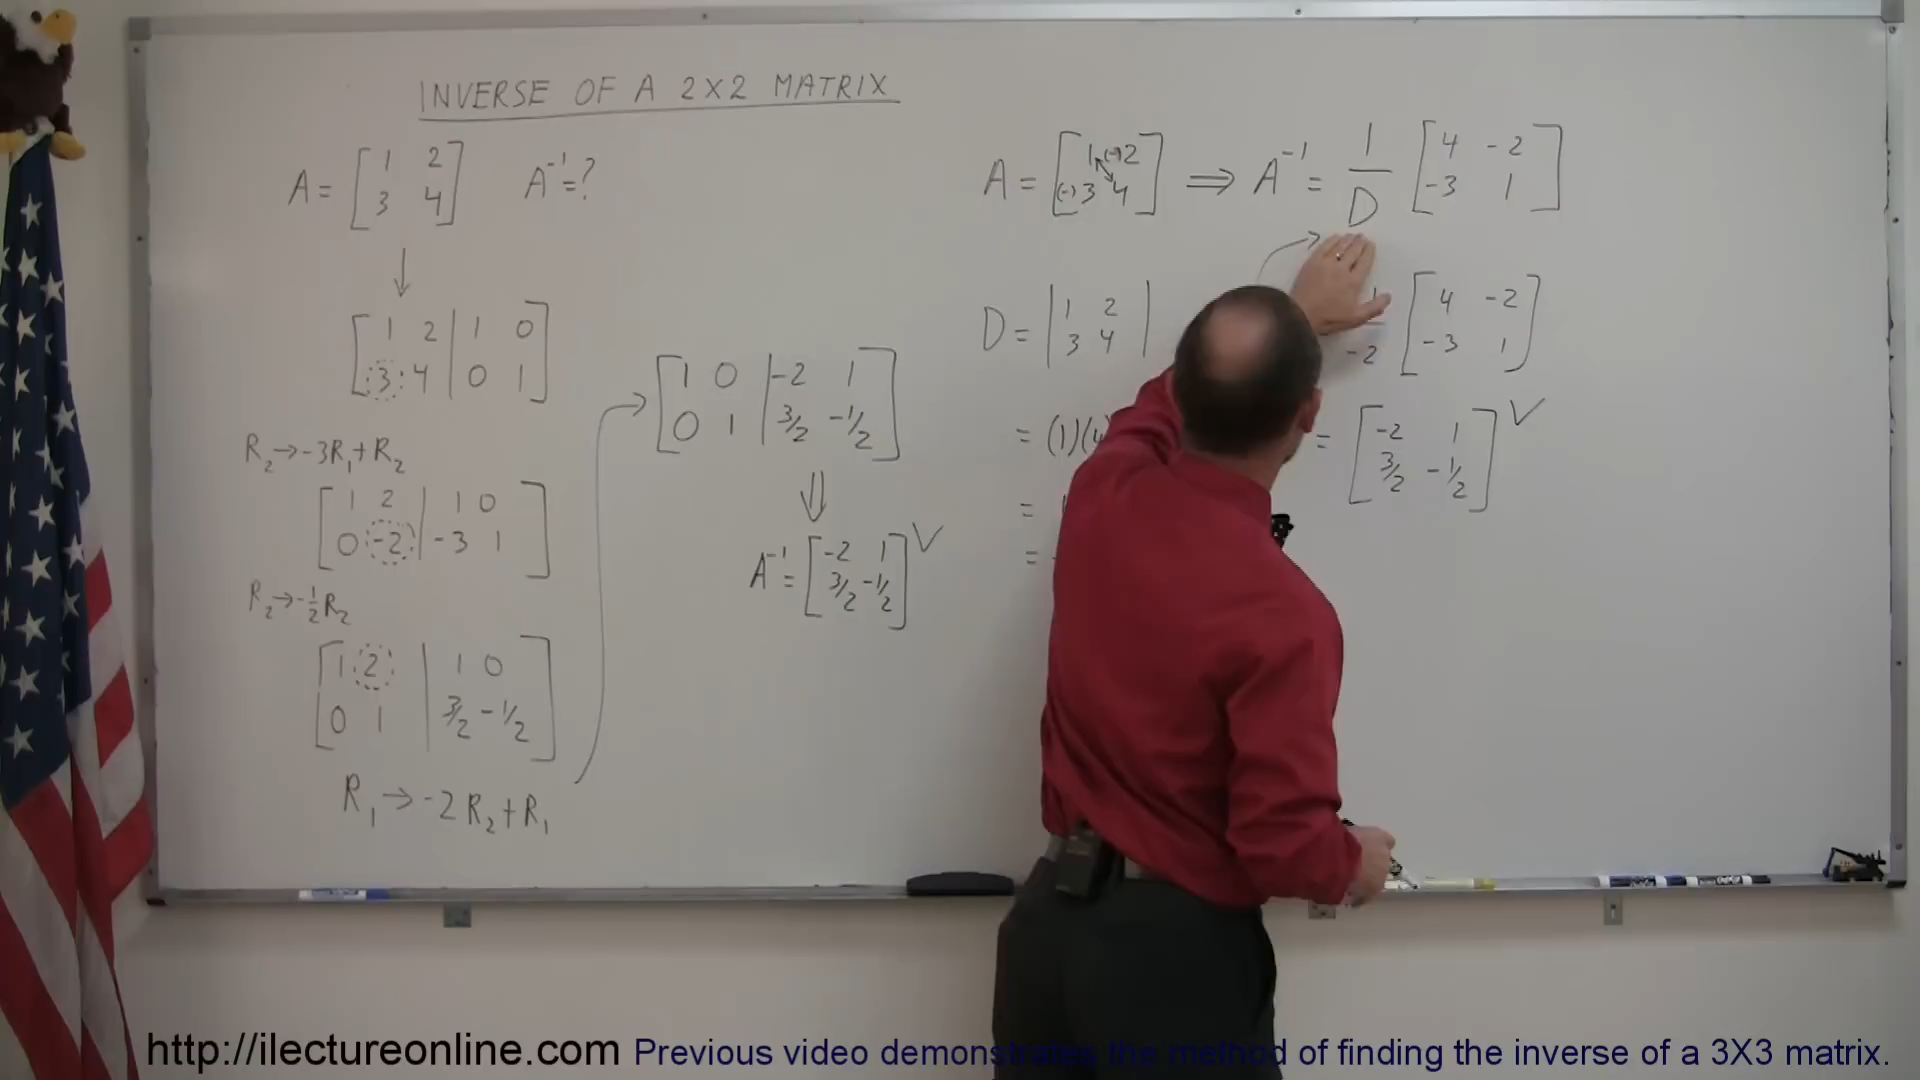 INVERSE OF A 2X2 MATRIX
A = [1 2
3 4] A⁻¹ = ?
↓
[1 2 | 1 0
3 4 | 0 1]
R₂→-3R₁+R₂
[1 2 | 1 0
0 -2 | -3 1]
R₂→-1/2R₂
[1 2 | 1 0
0 1 | 3/2 -1/2]
R₁→-2R₂+R₁
[1 0 | -2 1
0 1 | 3/2 -1/2]
⇓
A⁻¹ = [-2 1
3/2 -1/2] V
A = [1 (-)2
(-)3 4] ⇒ A⁻¹ = 1/D [4 -2
-3 1]
D = |1 2
3 4|
= (1)(4
=
=
-2 [4 -2
-3 1]
= [-2 1
3/2 -1/2] V
http://ilectureonline.com Previous video demonstrates the method of finding the inverse of a 3X3 matrix.